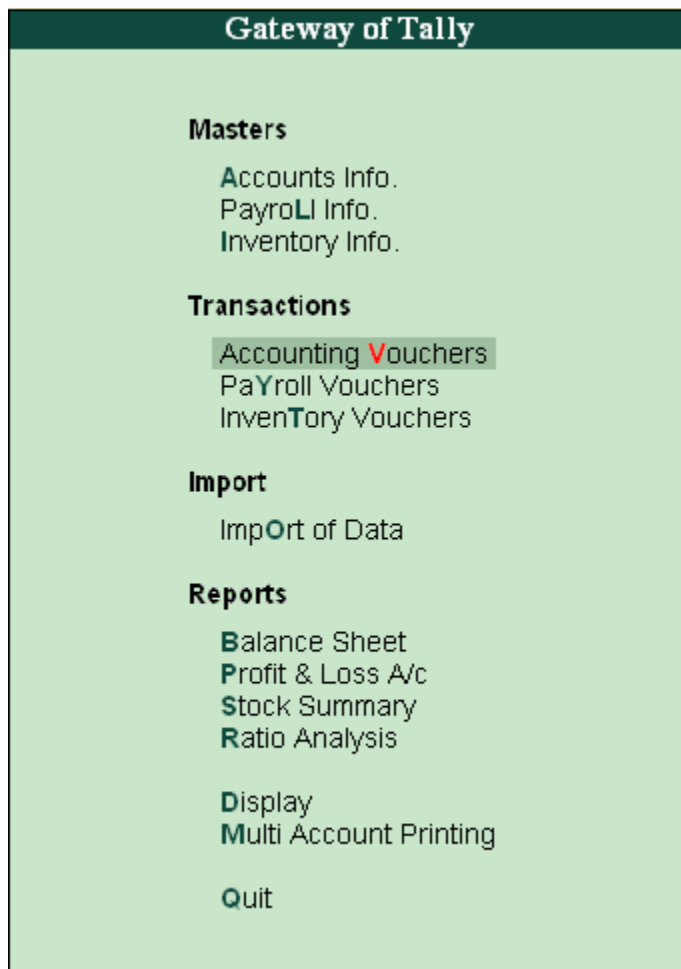 Gateway of Tally
Masters
Accounts Info.
PayroLl Info.
Inventory Info.
Transactions
Accounting Vouchers
PaYroll Vouchers
InvenTory Vouchers
Import
ImpOrt of Data
Reports
Balance Sheet
Profit & Loss A/c
Stock Summary
Ratio Analysis
Display
Multi Account Printing
Quit